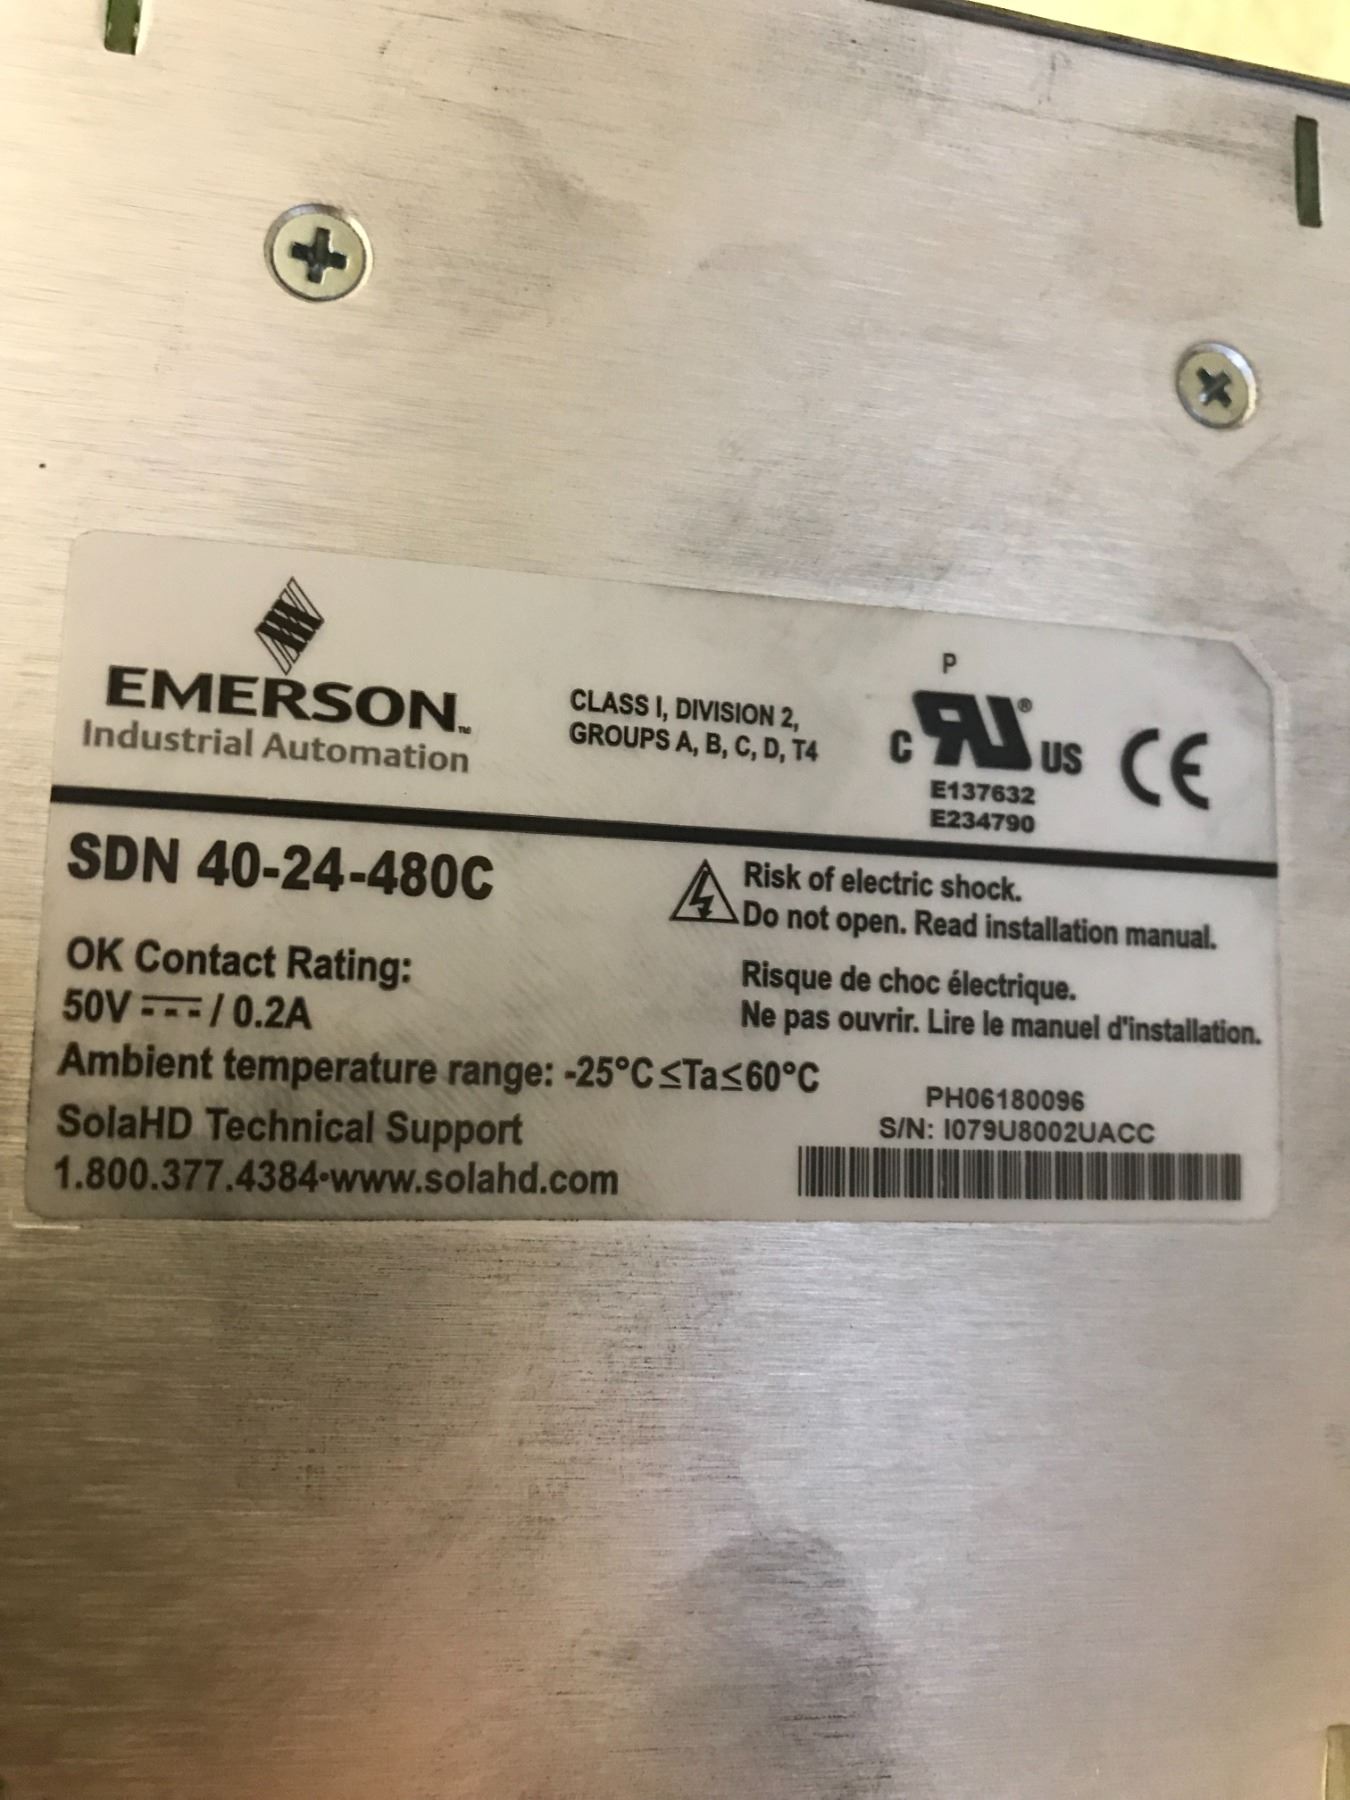 EMERSON™
Industrial Automation
CLASS I, DIVISION 2,
GROUPS A, B, C, D, T4
P
C RU® US CE
E137632
E234790
SDN 40-24-480C
Risk of electric shock.
Do not open. Read installation manual.
OK Contact Rating:
50V ⎓ / 0.2A
Risque de choc électrique.
Ne pas ouvrir. Lire le manuel d'installation.
Ambient temperature range: -25°C≤Ta≤60°C
SolaHD Technical Support
1.800.377.4384•www.solahd.com
PH06180096
S/N: I079U8002UACC